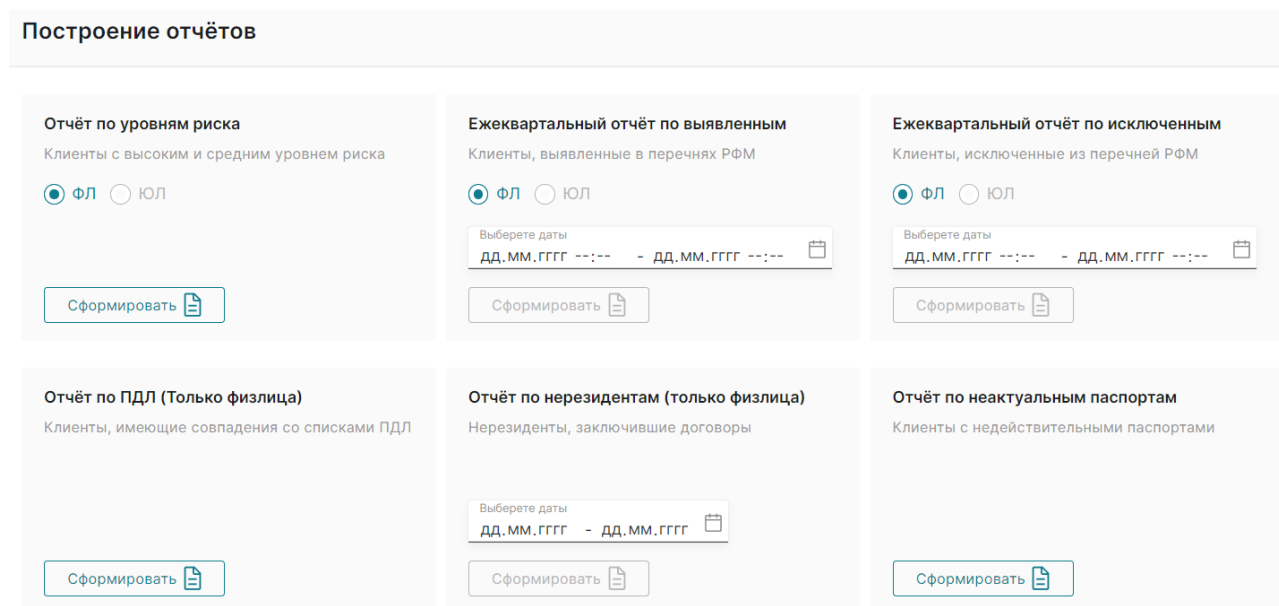 Построение отчётов
Отчёт по уровням риска
Клиенты с высоким и средним уровнем риска
ФЛ ЮЛ
Сформировать
Ежеквартальный отчёт по выявленным
Клиенты, выявленные в перечнях РФМ
ФЛ ЮЛ
Выберете даты
ДД.ММ.ГГГГ --:-- - ДД.ММ.ГГГГ --:--
Сформировать
Ежеквартальный отчёт по исключенным
Клиенты, исключенные из перечней РФМ
ФЛ ЮЛ
Выберете даты
ДД.ММ.ГГГГ --:-- - ДД.ММ.ГГГГ --:--
Сформировать
Отчёт по ПДЛ (Только физлица)
Клиенты, имеющие совпадения со списками ПДЛ
Сформировать
Отчёт по нерезидентам (только физлица)
Нерезиденты, заключившие договоры
Выберете даты
ДД.ММ.ГГГГ - ДД.ММ.ГГГГ
Сформировать
Отчёт по неактуальным паспортам
Клиенты с недействительными паспортами
Сформировать